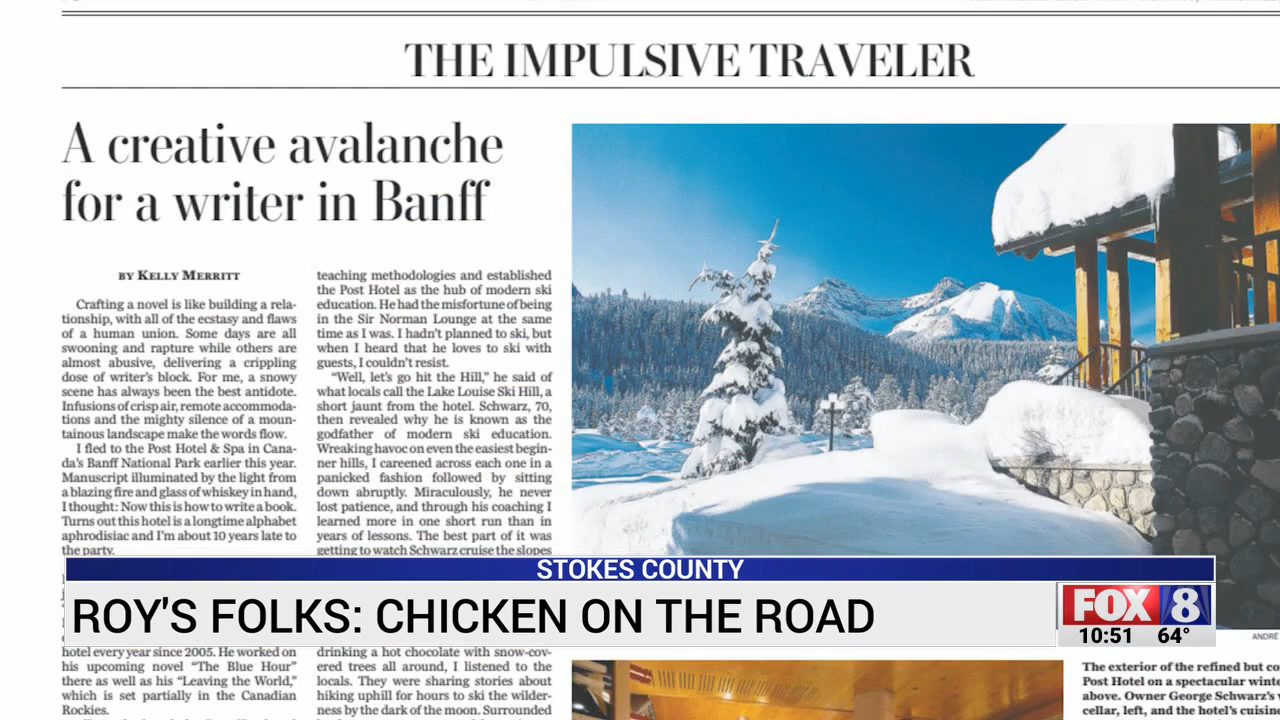 THE IMPULSIVE TRAVELER
A creative avalanche
for a writer in Banff
BY KELLY MERRITT
Crafting a novel is like building a rela-
tionship, with all of the ecstasy and flaws
of a human union. Some days are all
swooning and rapture while others are
almost abusive, delivering a crippling
dose of writer's block. For me, a snowy
scene has always been the best antidote.
Infusions of crisp air, remote accommoda-
tions and the mighty silence of a moun-
tainous landscape make the words flow.
I fled to the Post Hotel & Spa in Cana-
da's Banff National Park earlier this year.
Manuscript illuminated by the light from
a blazing fire and glass of whiskey in hand,
I thought: Now this is how to write a book.
Turns out this hotel is a longtime alphabet
aphrodisiac and I'm about 10 years late to
the party.
hotel every year since 2005. He worked on
his upcoming novel “The Blue Hour”
there as well as his “Leaving the World,”
which is set partially in the Canadian
Rockies.
teaching methodologies and established
the Post Hotel as the hub of modern ski
education. He had the misfortune of being
in the Sir Norman Lounge at the same
time as I was. I hadn't planned to ski, but
when I heard that he loves to ski with
guests, I couldn't resist.
“Well, let's go hit the Hill,” he said of
what locals call the Lake Louise Ski Hill, a
short jaunt from the hotel. Schwarz, 70,
then revealed why he is known as the
godfather of modern ski education.
Wreaking havoc on even the easiest begin-
ner hills, I careened across each one in a
panicked fashion followed by sitting
down abruptly. Miraculously, he never
lost patience, and through his coaching I
learned more in one short run than in
years of lessons. The best part of it was
getting to watch Schwarz cruise the slopes
drinking a hot chocolate with snow-cov-
ered trees all around, I listened to the
locals. They were sharing stories about
hiking uphill for hours to ski the wilder-
ness by the dark of the moon. Surrounded
ANDRÉ
The exterior of the refined but co
Post Hotel on a spectacular winte
above. Owner George Schwarz's
cellar, left, and the hotel's cuisin
STOKES COUNTY
ROY'S FOLKS: CHICKEN ON THE ROAD
FOX 8
10:51 64°